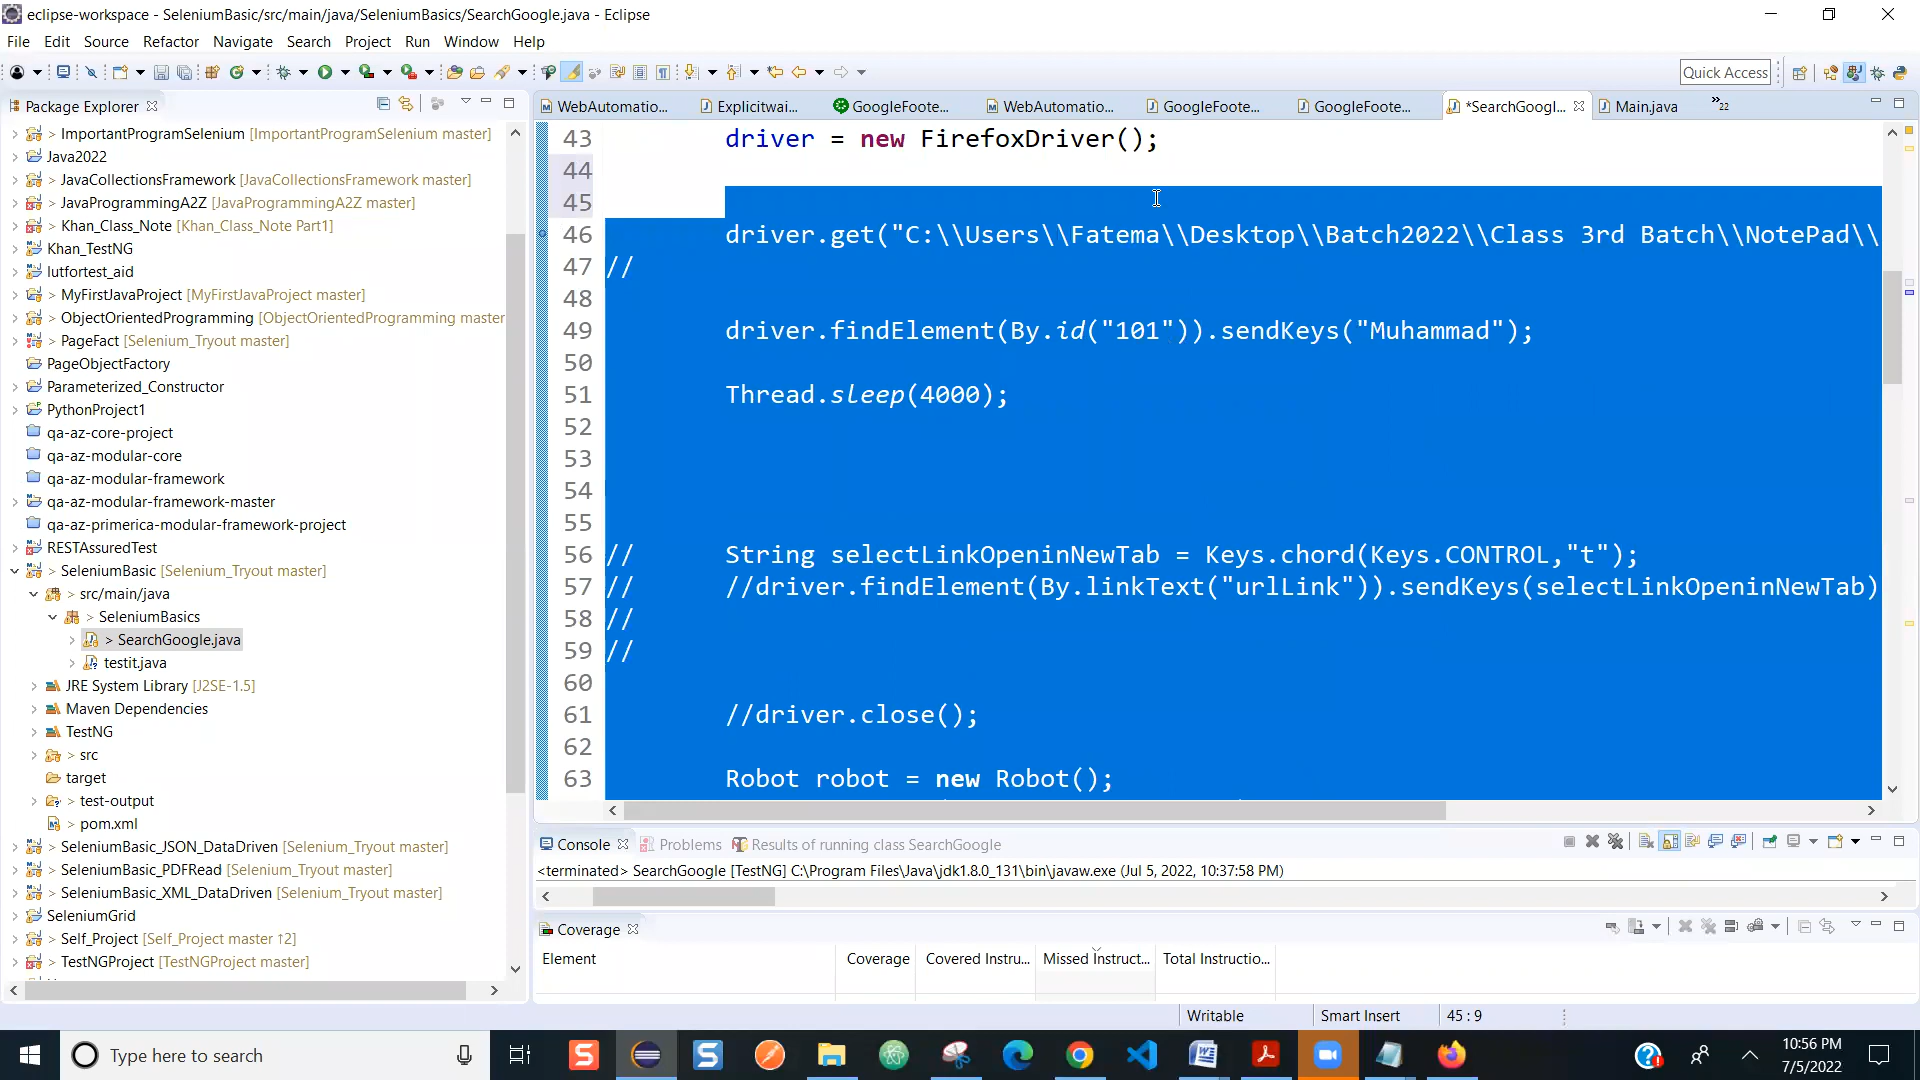 eclipse-workspace - SeleniumBasic/src/main/java/SeleniumBasics/SearchGoogle.java - Eclipse
File Edit Source Refactor Navigate Search Project Run Window Help
Quick Access
Package Explorer
WebAutomatio... Explicitwai... GoogleFoote... WebAutomatio... GoogleFoote... GoogleFoote... *SearchGoogl... Main.java »22
> ImportantProgramSelenium [ImportantProgramSelenium master]
Java2022
> JavaCollectionsFramework [JavaCollectionsFramework master]
> JavaProgrammingA2Z [JavaProgrammingA2Z master]
> Khan_Class_Note [Khan_Class_Note Part1]
Khan_TestNG
lutfortest_aid
> MyFirstJavaProject [MyFirstJavaProject master]
> ObjectOrientedProgramming [ObjectOrientedProgramming master
> PageFact [Selenium_Tryout master]
PageObjectFactory
Parameterized_Constructor
PythonProject1
qa-az-core-project
qa-az-modular-core
qa-az-modular-framework
qa-az-modular-framework-master
qa-az-primerica-modular-framework-project
RESTAssuredTest
> SeleniumBasic [Selenium_Tryout master]
> src/main/java
> SeleniumBasics
> SearchGoogle.java
testit.java
JRE System Library [J2SE-1.5]
Maven Dependencies
TestNG
> src
target
> test-output
> pom.xml
> SeleniumBasic_JSON_DataDriven [Selenium_Tryout master]
> SeleniumBasic_PDFRead [Selenium_Tryout master]
> SeleniumBasic_XML_DataDriven [Selenium_Tryout master]
SeleniumGrid
> Self_Project [Self_Project master ↑2]
> TestNGProject [TestNGProject master]
43 driver = new FirefoxDriver();
44
45
46 driver.get("C:\\Users\\Fatema\\Desktop\\Batch2022\\Class 3rd Batch\\NotePad\\
47 //
48
49 driver.findElement(By.id("101")).sendKeys("Muhammad");
50
51 Thread.sleep(4000);
52
53
54
55
56 // String selectLinkOpeninNewTab = Keys.chord(Keys.CONTROL,"t");
57 // //driver.findElement(By.linkText("urlLink")).sendKeys(selectLinkOpeninNewTab)
58 //
59 //
60
61 //driver.close();
62
63 Robot robot = new Robot();
Console Problems Results of running class SearchGoogle
<terminated> SearchGoogle [TestNG] C:\Program Files\Java\jdk1.8.0_131\bin\javaw.exe (Jul 5, 2022, 10:37:58 PM)
Coverage
Element Coverage Covered Instru... Missed Instruct... Total Instructio...
Writable Smart Insert 45 : 9
Type here to search
10:56 PM
7/5/2022